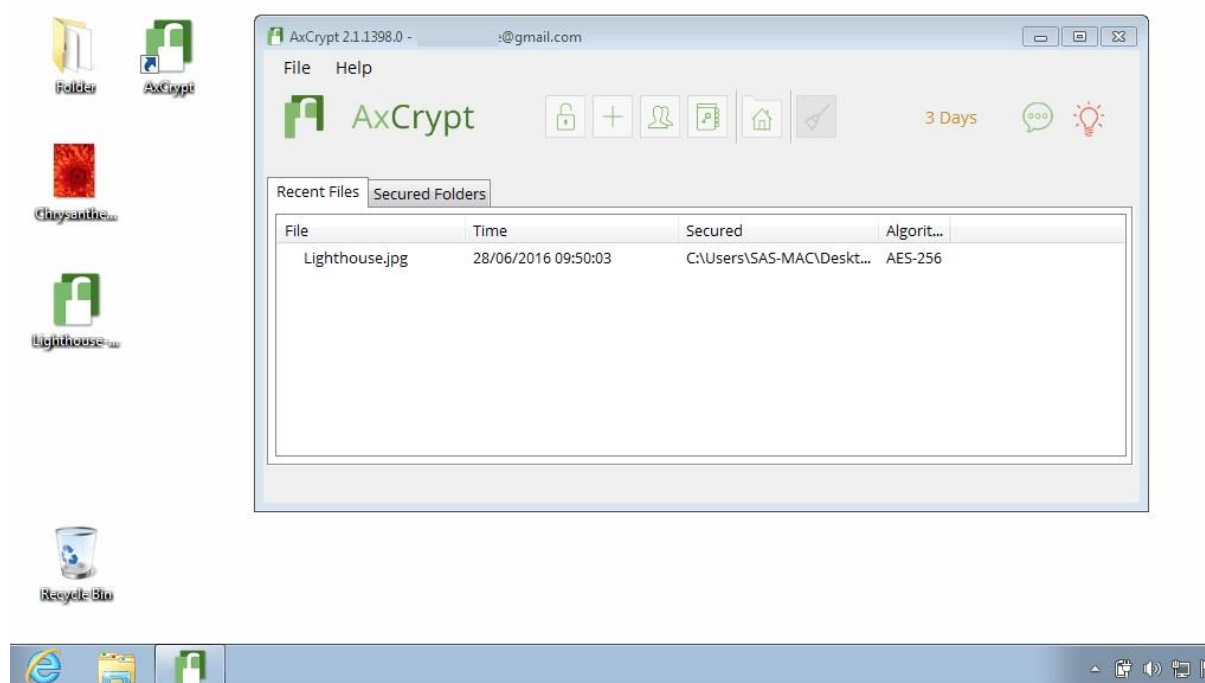 Folder
AxCrypt
Chrysanthe...
Lighthouse-...
Recycle Bin
AxCrypt 2.1.1398.0 - e@gmail.com
File Help
AxCrypt
3 Days
Recent Files Secured Folders
File Time Secured Algorit...
Lighthouse.jpg 28/06/2016 09:50:03 C:\Users\SAS-MAC\Deskt... AES-256